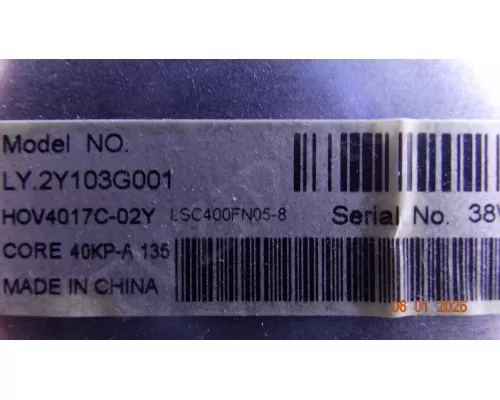 Model NO.
LY.2Y103G001
HOV4017C-02Y LSC400FN05-8 Serial No. 38
CORE 40KP-A 135
MADE IN CHINA
06 01 2025